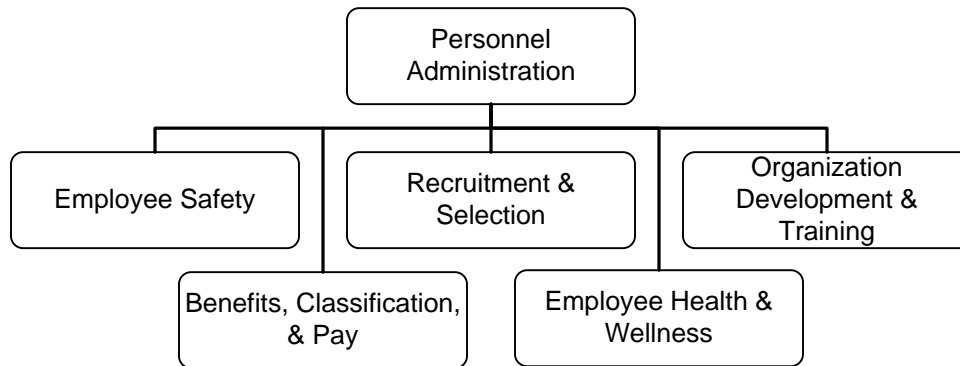 Personnel
Administration
Employee Safety
Recruitment &
Selection
Organization
Development &
Training
Benefits, Classification,
& Pay
Employee Health &
Wellness